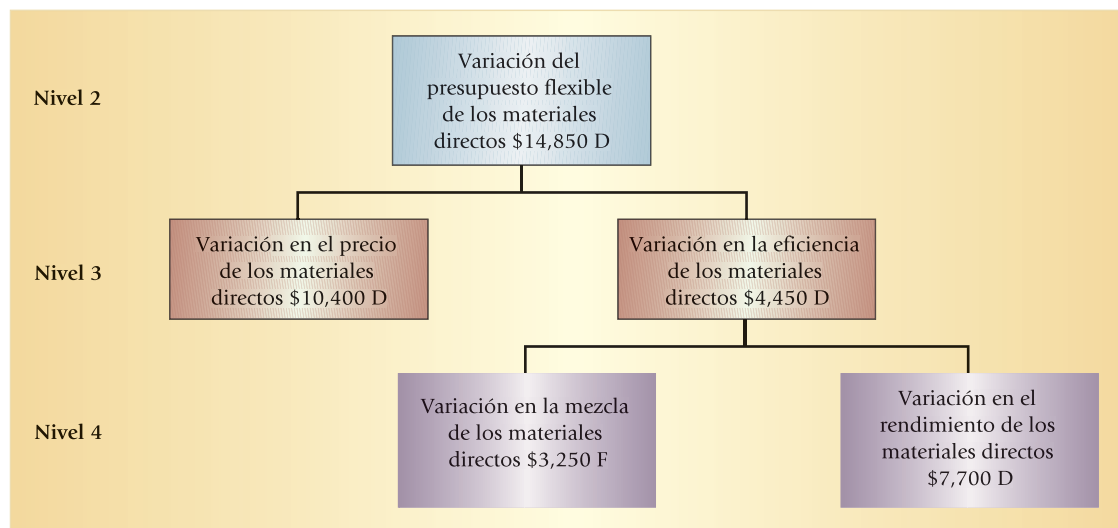 Nivel 2
Variación del
presupuesto flexible
de los materiales
directos $14,850 D
Nivel 3
Variación en el precio
de los materiales
directos $10,400 D
Variación en la eficiencia
de los materiales
directos $4,450 D
Nivel 4
Variación en la mezcla
de los materiales
directos $3,250 F
Variación en el
rendimiento de los
materiales directos
$7,700 D